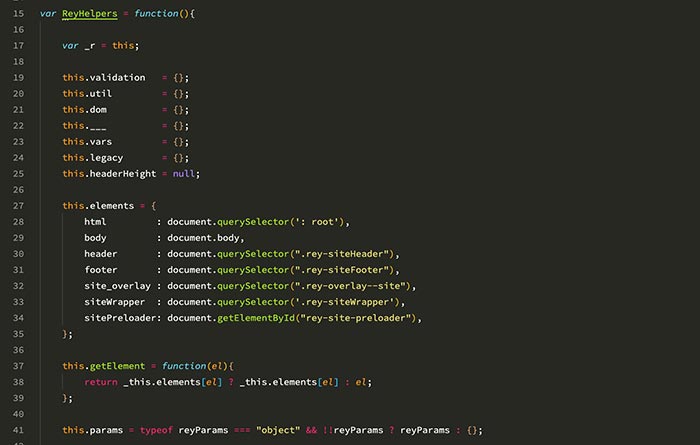 15 var ReyHelpers = function(){
16
17 var _r = this;
18
19 this.validation = {};
20 this.util = {};
21 this.dom = {};
22 this.___ = {};
23 this.vars = {};
24 this.legacy = {};
25 this.headerHeight = null;
26
27 this.elements = {
28 html : document.querySelector(': root'),
29 body : document.body,
30 header : document.querySelector(".rey-siteHeader"),
31 footer : document.querySelector(".rey-siteFooter"),
32 site_overlay : document.querySelector(".rey-overlay--site"),
33 siteWrapper : document.querySelector('.rey-siteWrapper'),
34 sitePreloader: document.getElementById("rey-site-preloader"),
35 };
36
37 this.getElement = function(el){
38 return _this.elements[el] ? _this.elements[el] : el;
39 };
40
41 this.params = typeof reyParams === "object" && !!reyParams ? reyParams : {};